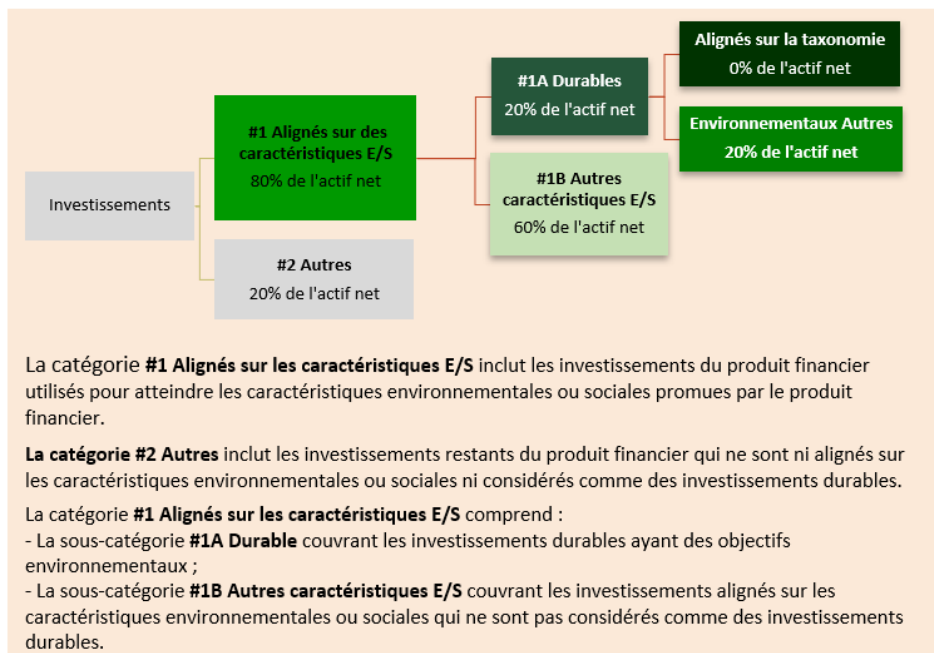 Alignés sur la taxonomie
0% de l'actif net
#1A Durables
20% de l'actif net
Environnementaux Autres
20% de l'actif net
#1 Alignés sur des
caractéristiques E/S
80% de l'actif net
#1B Autres
caractéristiques E/S
60% de l'actif net
Investissements
#2 Autres
20% de l'actif net
La catégorie #1 Alignés sur les caractéristiques E/S inclut les investissements du produit financier
utilisés pour atteindre les caractéristiques environnementales ou sociales promues par le produit
financier.
La catégorie #2 Autres inclut les investissements restants du produit financier qui ne sont ni alignés sur
les caractéristiques environnementales ou sociales ni considérés comme des investissements durables.
La catégorie #1 Alignés sur les caractéristiques E/S comprend :
- La sous-catégorie #1A Durable couvrant les investissements durables ayant des objectifs
environnementaux ;
- La sous-catégorie #1B Autres caractéristiques E/S couvrant les investissements alignés sur les
caractéristiques environnementales ou sociales qui ne sont pas considérés comme des investissements
durables.